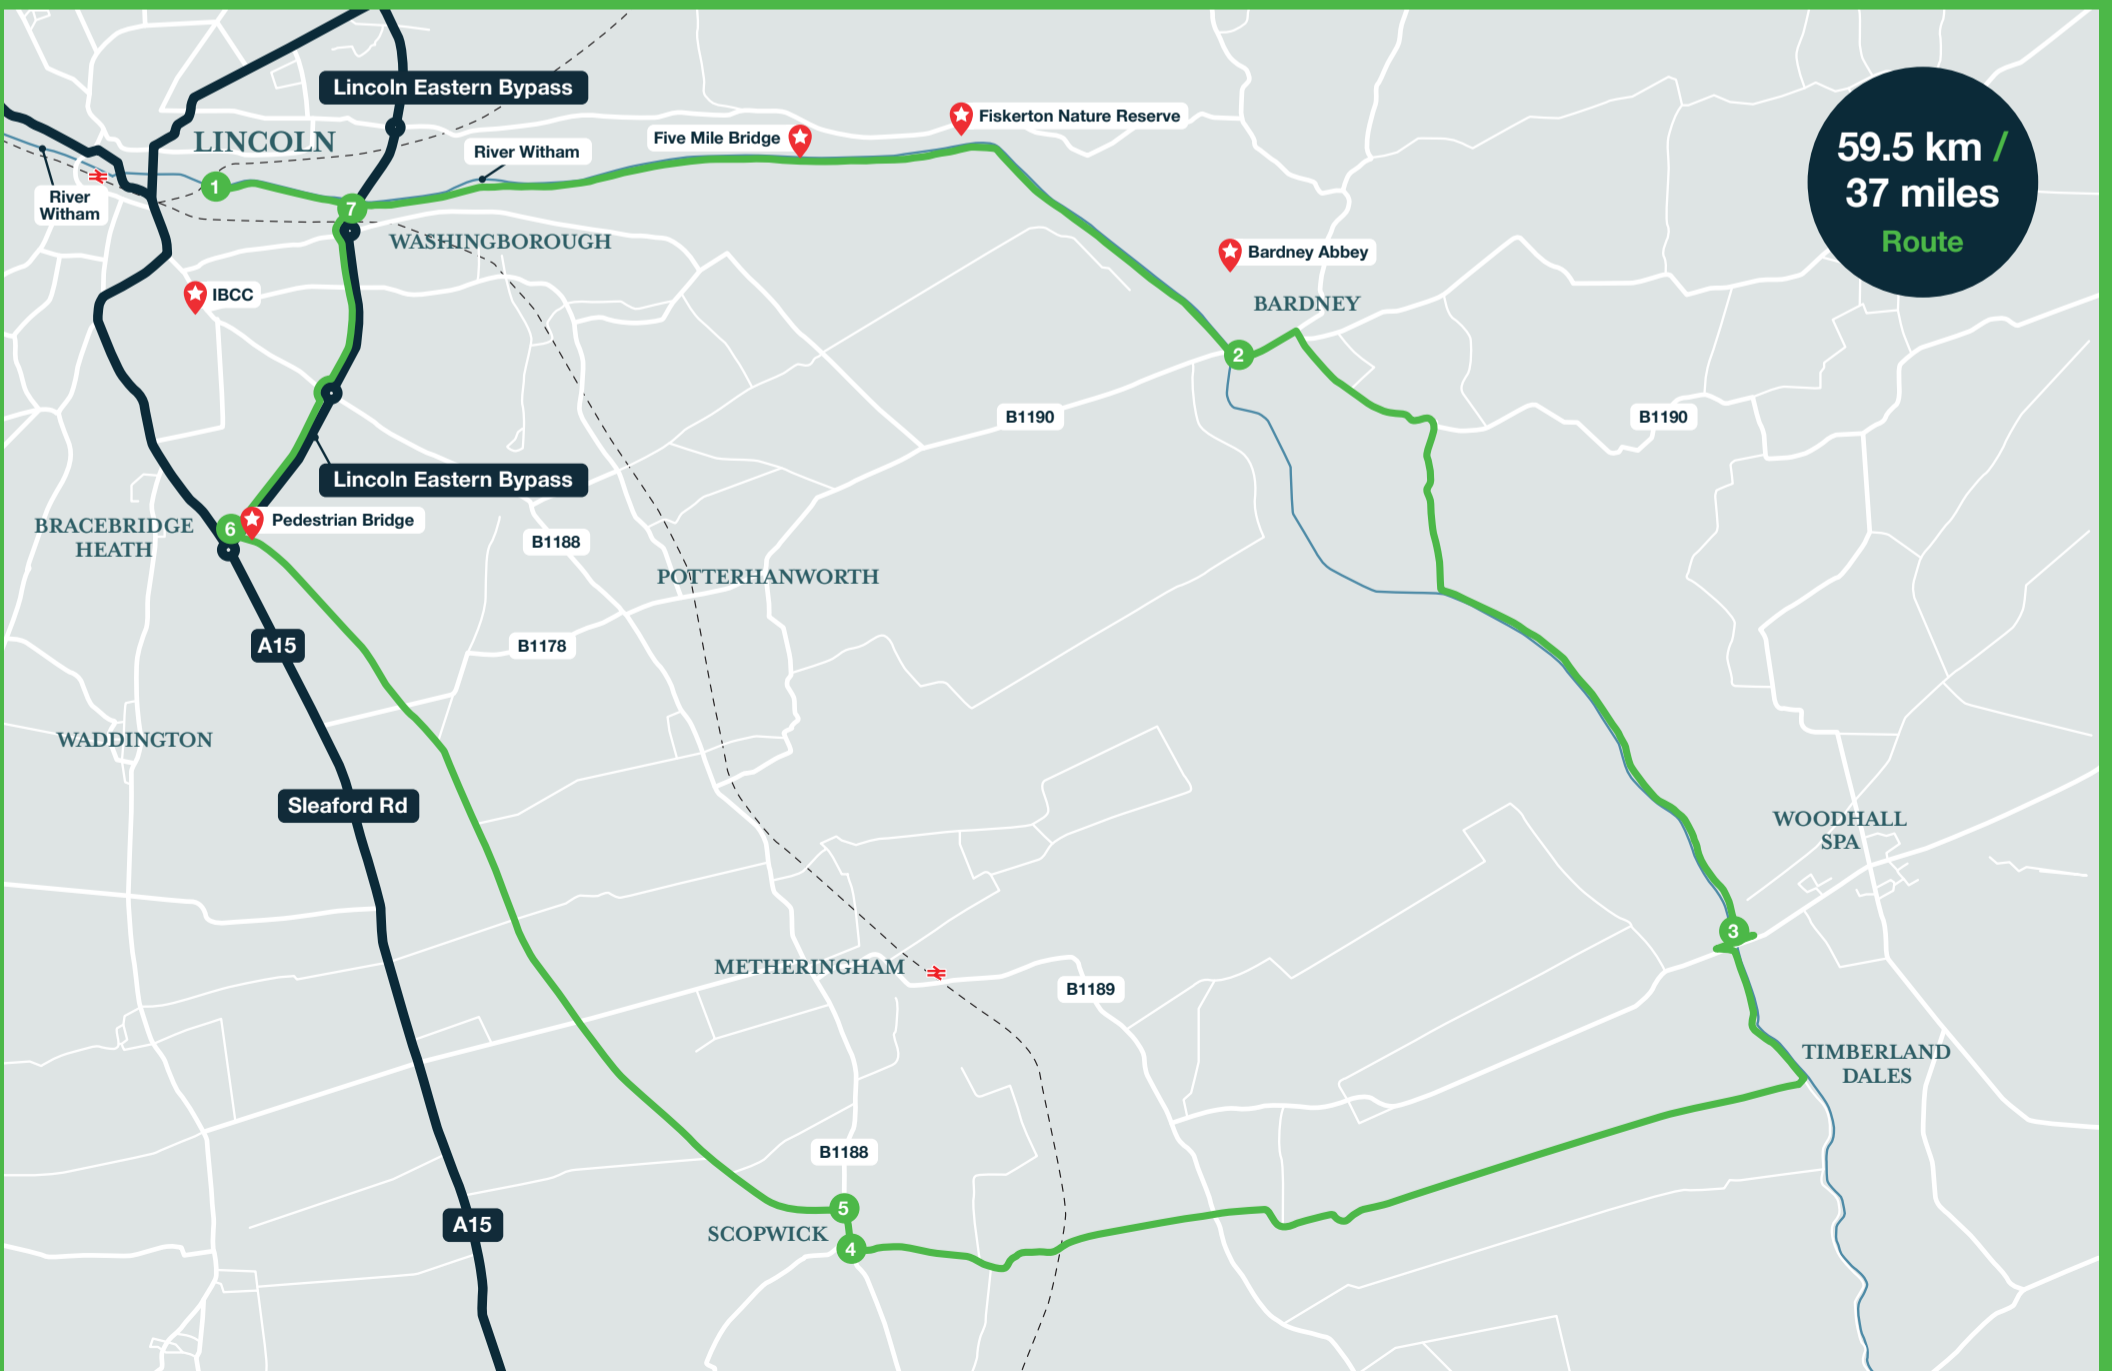 Lincoln Eastern Bypass
59.5 km /
37 miles
Route
LINCOLN
River Witham
Five Mile Bridge
Fiskerton Nature Reserve
1
7
River
Witham
WASHINGBOROUGH
Bardney Abbey
IBCC
BARDNEY
2
B1190
B1190
Lincoln Eastern Bypass
BRACEBRIDGE
HEATH
6
Pedestrian Bridge
B1188
POTTERHANWORTH
A15
B1178
WADDINGTON
Sleaford Rd
WOODHALL
SPA
3
METHERINGHAM
B1189
TIMBERLAND
DALES
B1188
5
A15
SCOPWICK
4